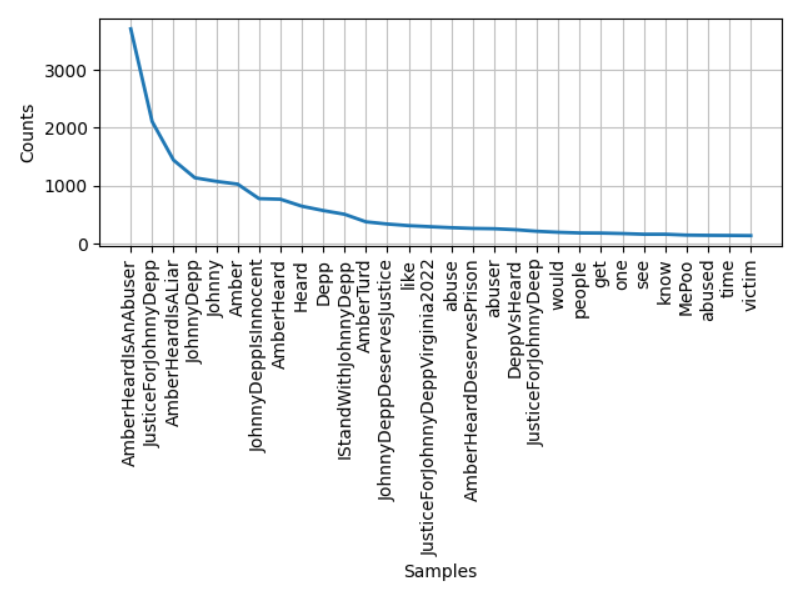 3000
2000
1000
0
Counts
AmberHeardIsAnAbuser
JusticeForJohnnyDepp
AmberHeardIsALiar
JohnnyDepp
Johnny
Amber
JohnnyDeppIsInnocent
AmberHeard
Heard
Depp
IStandWithJohnnyDepp
AmberTurd
JohnnyDeppDeservesJustice
like
JusticeForJohnnyDeppVirginia2022
abuse
AmberHeardDeservesPrison
abuser
DeppVsHeard
JusticeForJohnnyDeep
would
people
get
one
see
know
MePoo
abused
time
victim
Samples